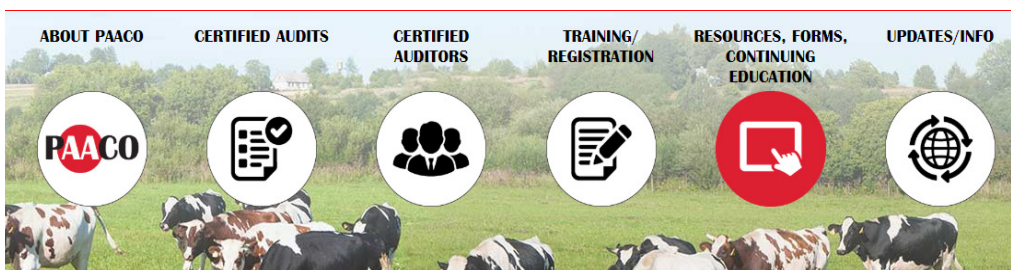 ABOUT PAACO
CERTIFIED AUDITS
CERTIFIED
AUDITORS
TRAINING/
REGISTRATION
RESOURCES, FORMS,
CONTINUING
EDUCATION
UPDATES/INFO
PAACO